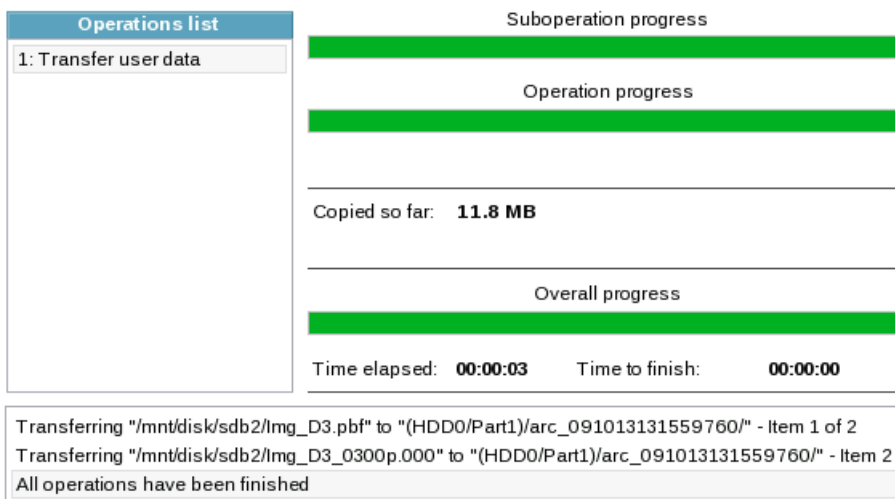 Operations list
1: Transfer user data
Suboperation progress
Operation progress
Copied so far: 11.8 MB
Overall progress
Time elapsed: 00:00:03 Time to finish: 00:00:00
Transferring "/mnt/disk/sdb2/Img_D3.pbf" to "(HDD0/Part1)/arc_091013131559760/" - Item 1 of 2
Transferring "/mnt/disk/sdb2/Img_D3_0300p.000" to "(HDD0/Part1)/arc_091013131559760/" - Item 2
All operations have been finished